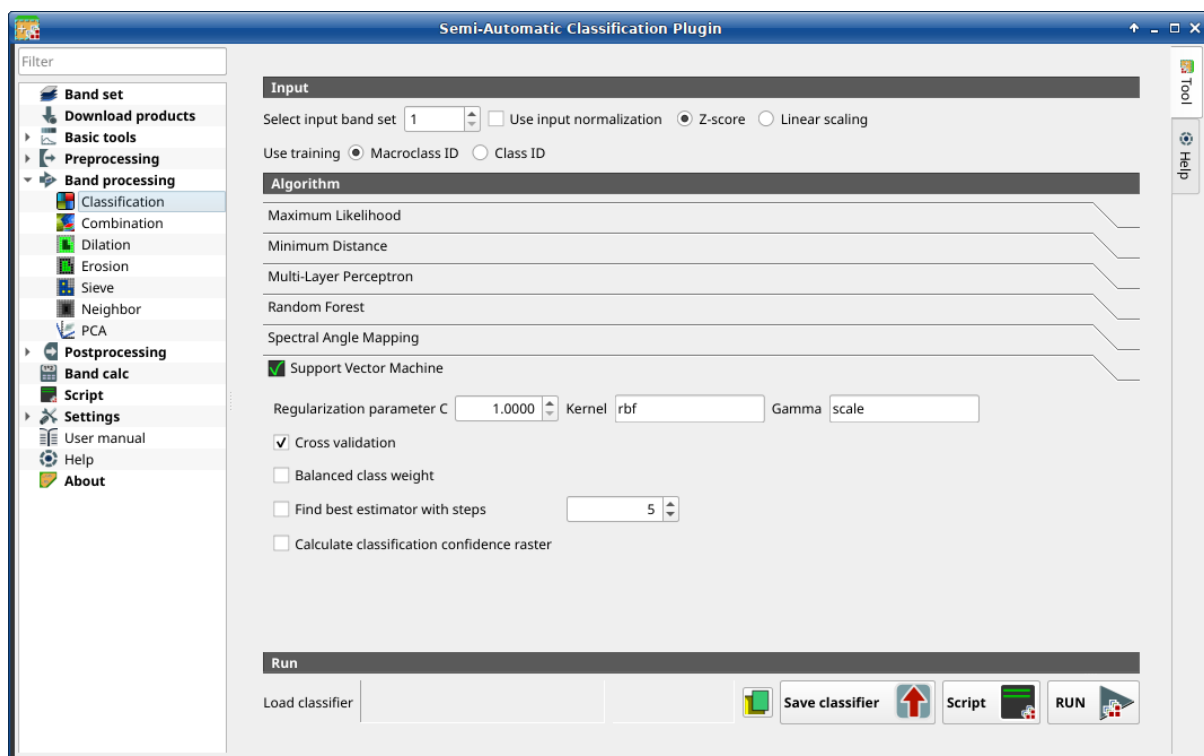 Semi-Automatic Classification Plugin
Filter
Band set
Download products
Basic tools
Preprocessing
Band processing
Classification
Combination
Dilation
Erosion
Sieve
Neighbor
PCA
Postprocessing
Band calc
Script
Settings
User manual
Help
About
Input
Select input band set 1 Use input normalization Z-score Linear scaling
Use training Macroclass ID Class ID
Algorithm
Maximum Likelihood
Minimum Distance
Multi-Layer Perceptron
Random Forest
Spectral Angle Mapping
Support Vector Machine
Regularization parameter C 1.0000 Kernel rbf Gamma scale
Cross validation
Balanced class weight
Find best estimator with steps 5
Calculate classification confidence raster
Run
Load classifier Save classifier Script RUN
Tool
Help